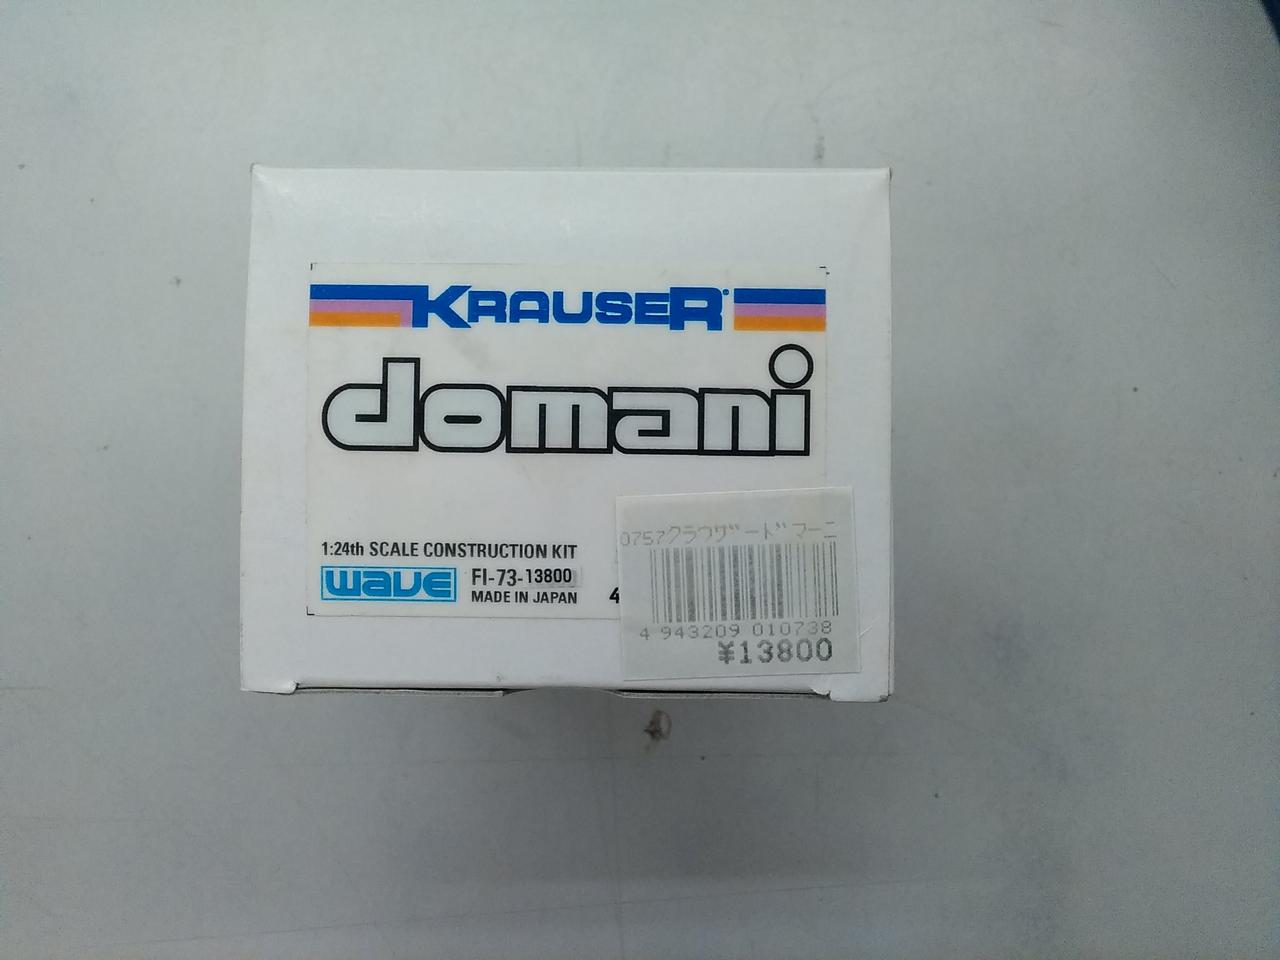 KRAUSER
domani
1:24th SCALE CONSTRUCTION KIT
wave FI-73-13800
MADE IN JAPAN 4
0757クラウザードマーニ
4 943209 010738
¥13800